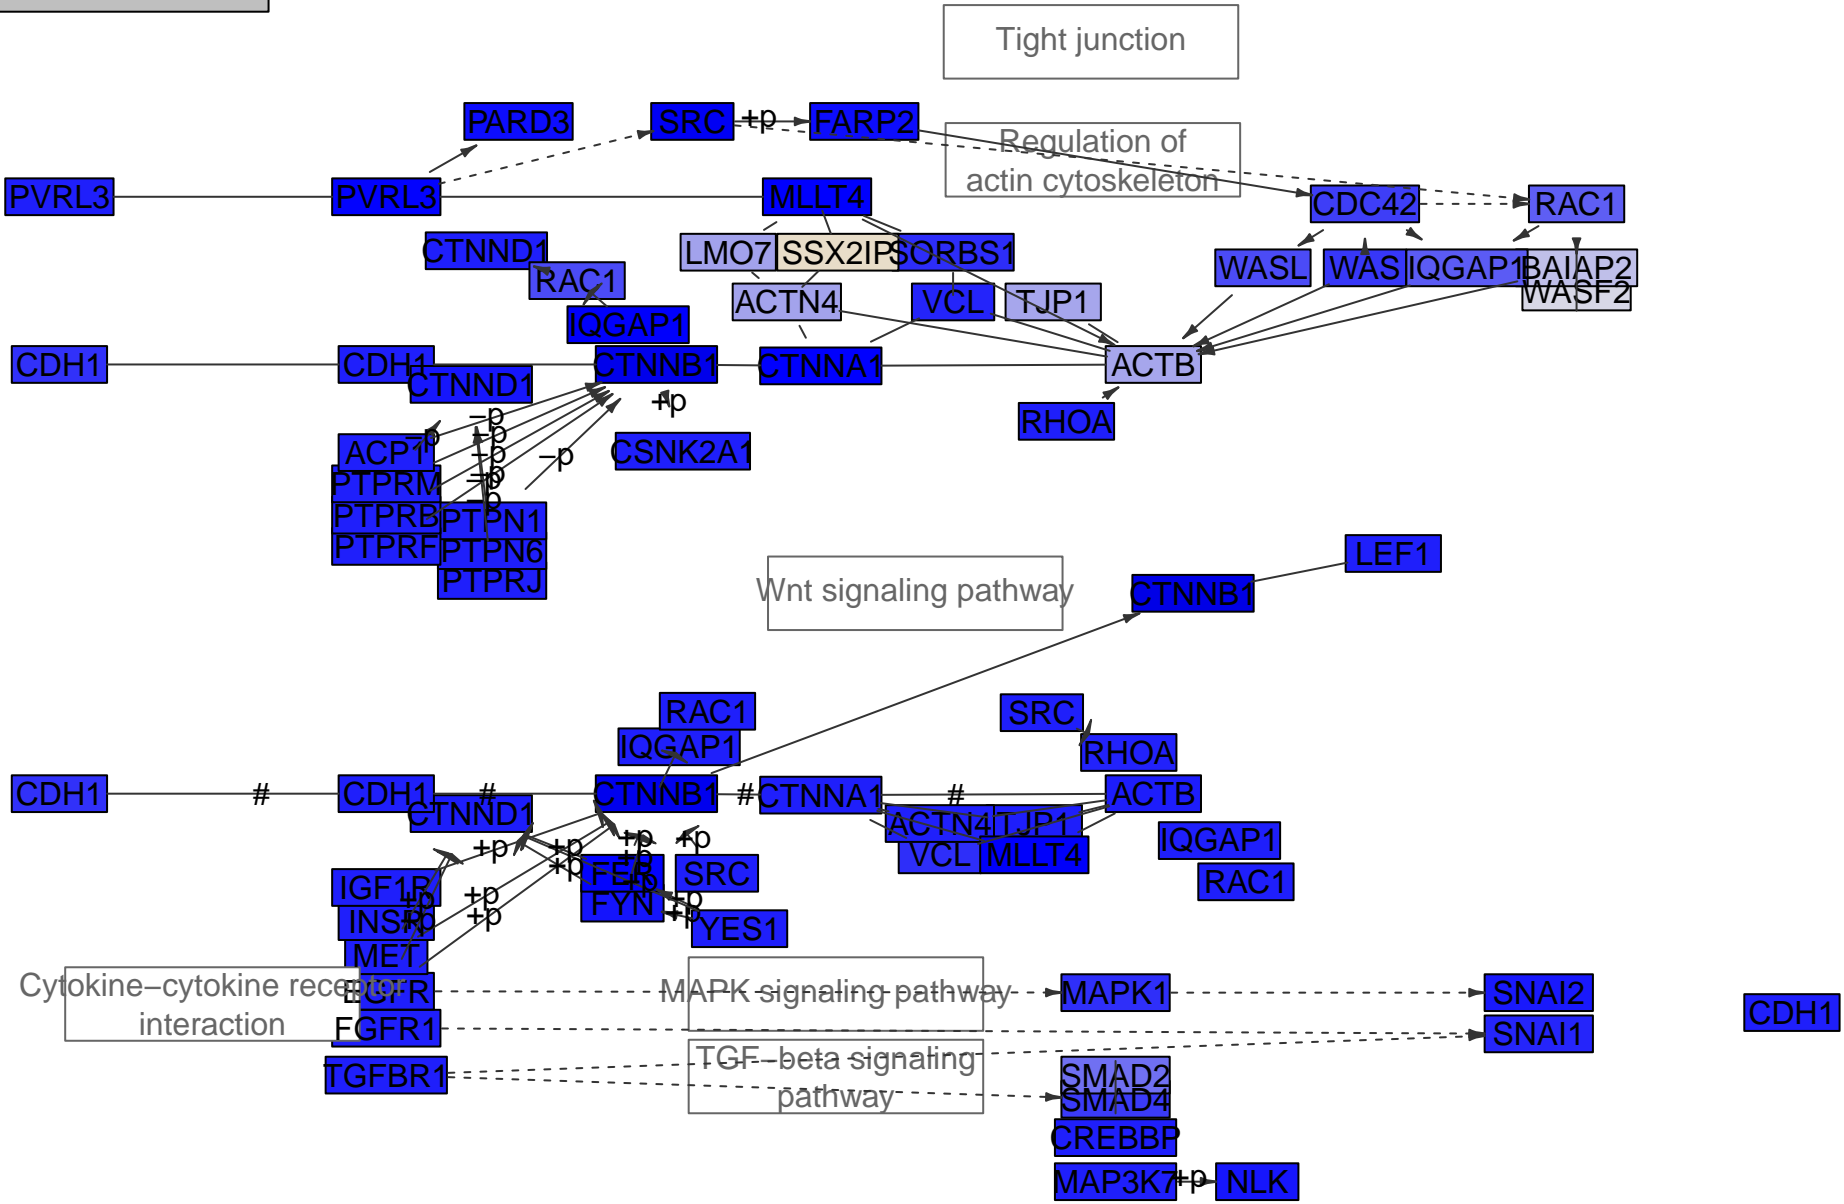 Tight junction
PARD3
SRC
+p
FARP2
Regulation of
actin cytoskeleton
PVRL3
PVRL3
MLLT4
CDC42
RAC1
CTNND1
LMO7
SSX2IP
SORBS1
WASL
WAS
IQGAP1
BAIAP2
WASF2
RAC1
ACTN4
VCL
TJP1
IQGAP1
CDH1
CDH1
CTNND1
CTNNB1
CTNNA1
ACTB
+p
RHOA
−p
−p
−p
−p
−p
−p
−p
−p
ACP1
CSNK2A1
PTPRM
PTPRB
PTPN1
PTPRF
PTPN6
PTPRJ
LEF1
Wnt signaling pathway
CTNNB1
RAC1
SRC
IQGAP1
RHOA
CDH1
#
CDH1
#
CTNNB1
#
CTNNA1
#
ACTB
CTNND1
ACTN4
TJP1
+p
+p
+p
+p
+p
+p
VCL
MLLT4
IQGAP1
IGF1R
FER
SRC
RAC1
+p
+p
+p
+p
+p
INSR
+p
+p
FYN
YES1
MET
Cytokine−cytokine receptor
interaction
EGFR
MAPK signaling pathway
MAPK1
SNAI2
CDH1
FGFR1
SNAI1
TGF−beta signaling
pathway
TGFBR1
SMAD2
SMAD4
CREBBP
MAP3K7
+p
NLK